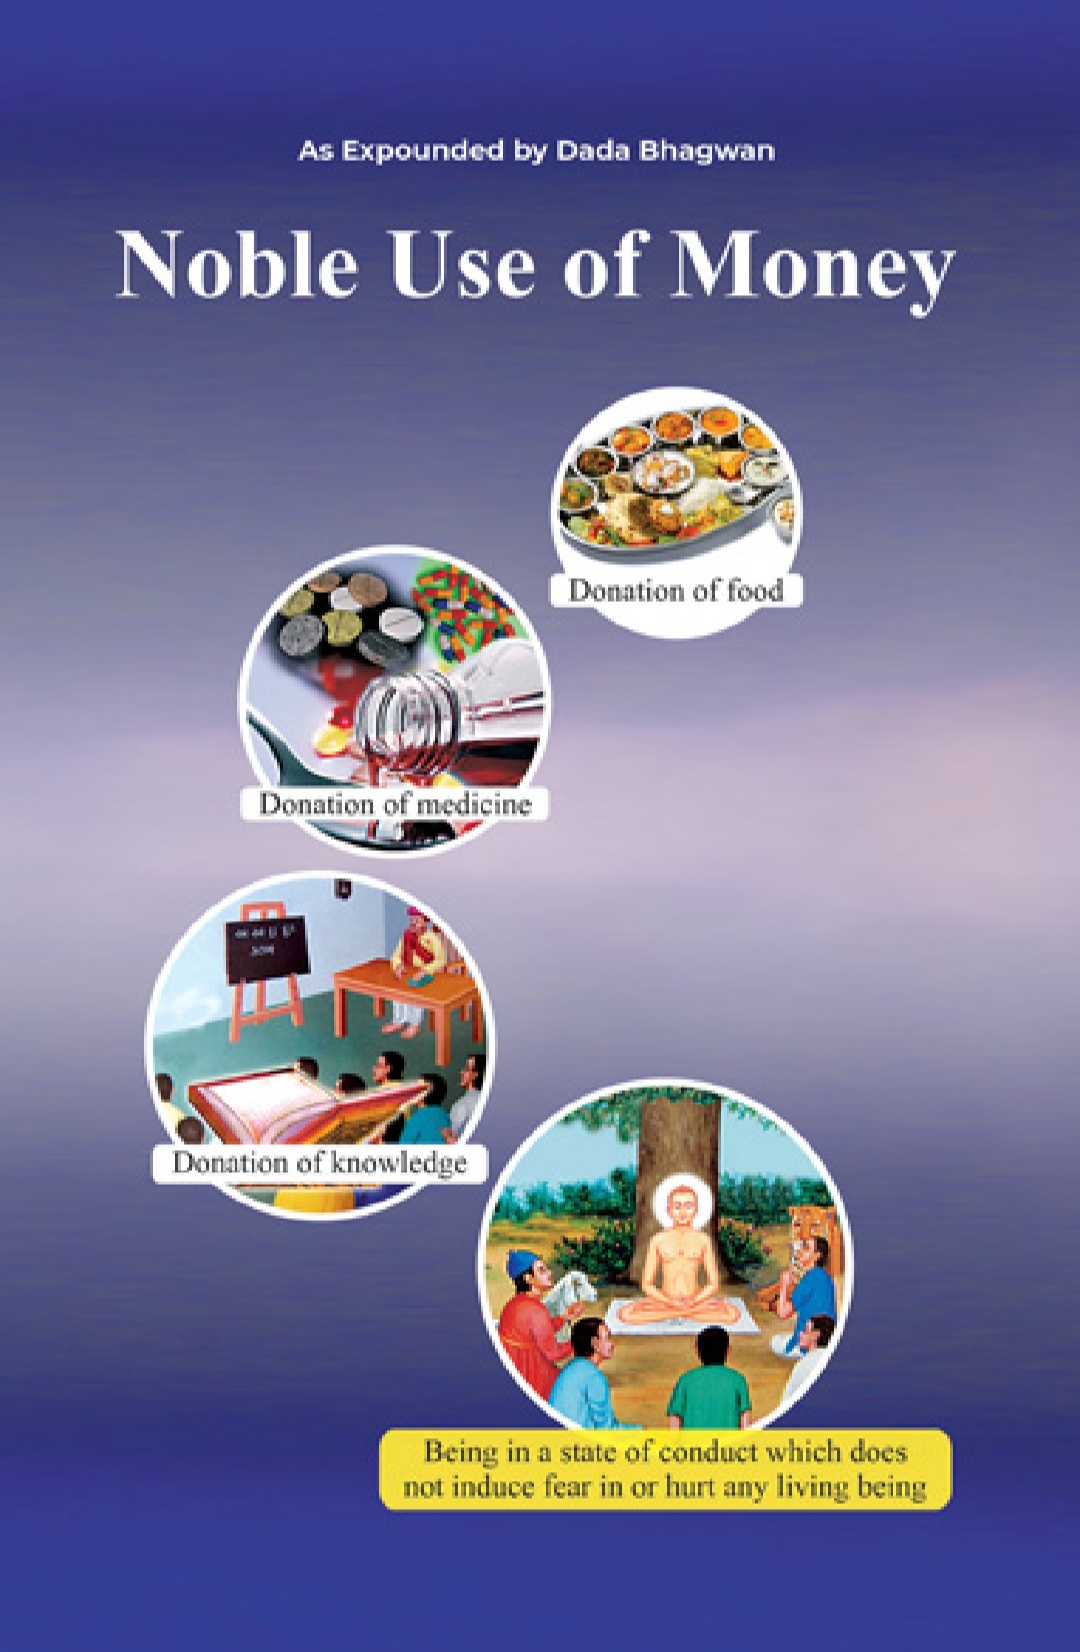 As Expounded by Dada Bhagwan
Noble Use of Money
Donation of food
Donation of medicine
Donation of knowledge
Being in a state of conduct which does
not induce fear in or hurt any living being